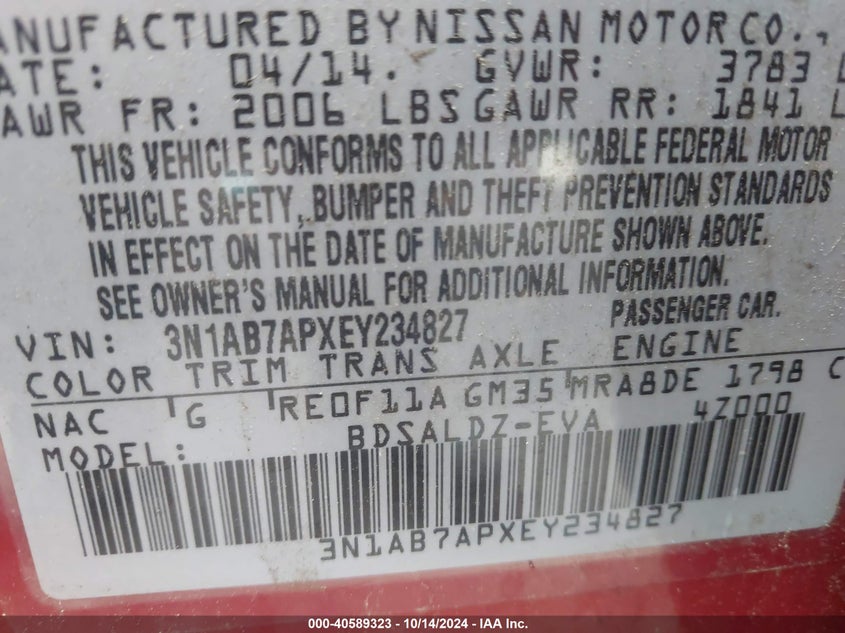 ANUFACTURED BY NISSAN MOTOR CO.,
ATE: 04/14. GVWR: 3783 L
AWR FR: 2006 LBS GAWR RR: 1841 L
THIS VEHICLE CONFORMS TO ALL APPLICABLE FEDERAL MOTOR
VEHICLE SAFETY, BUMPER AND THEFT PREVENTION STANDARDS
IN EFFECT ON THE DATE OF MANUFACTURE SHOWN ABOVE.
SEE OWNER'S MANUAL FOR ADDITIONAL INFORMATION.
VIN: 3N1AB7APXEY234827 PASSENGER CAR.
COLOR TRIM TRANS AXLE ENGINE
NAC G RE0F11A GM35 MRA8DE 1798 C
MODEL: BDSALDZ-EVA 4Z000
3N1AB7APXEY234827
000-40589323 - 10/14/2024 - IAA Inc.